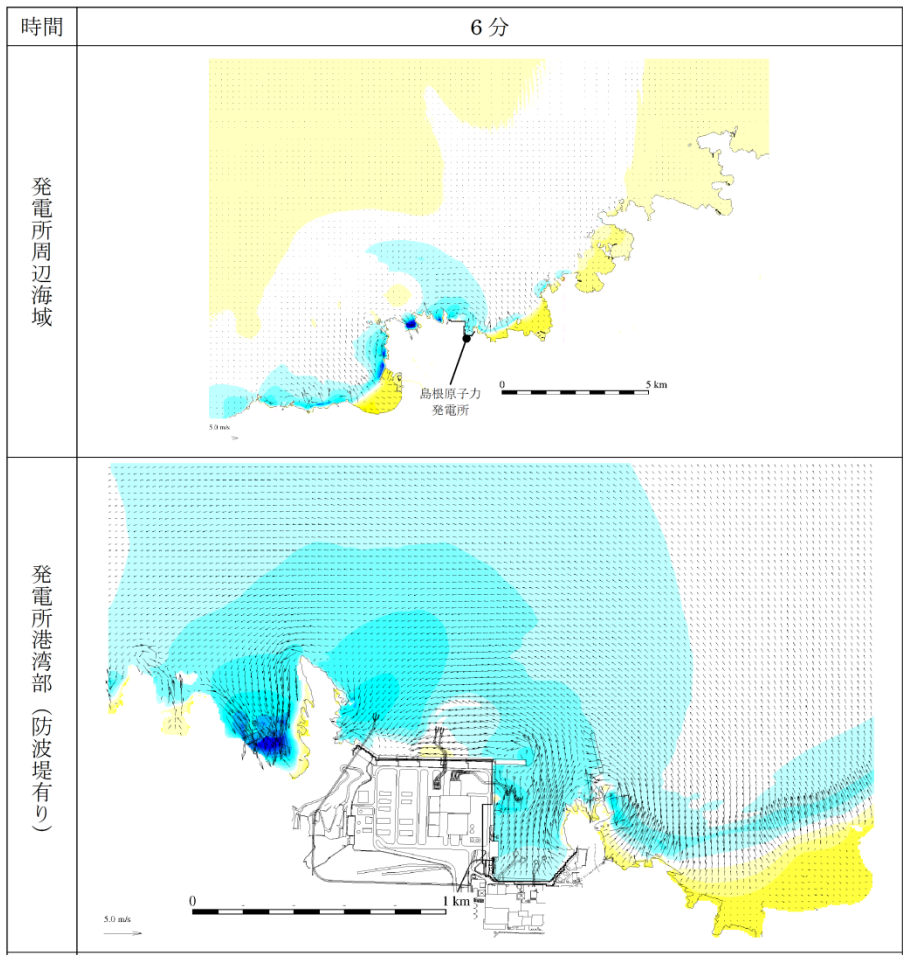 時間
6分
発電所周辺海域
島根原子力
発電所
0
5 km
5.0 m/s
発電所港湾部（防波堤有り）
0
1 km
5.0 m/s